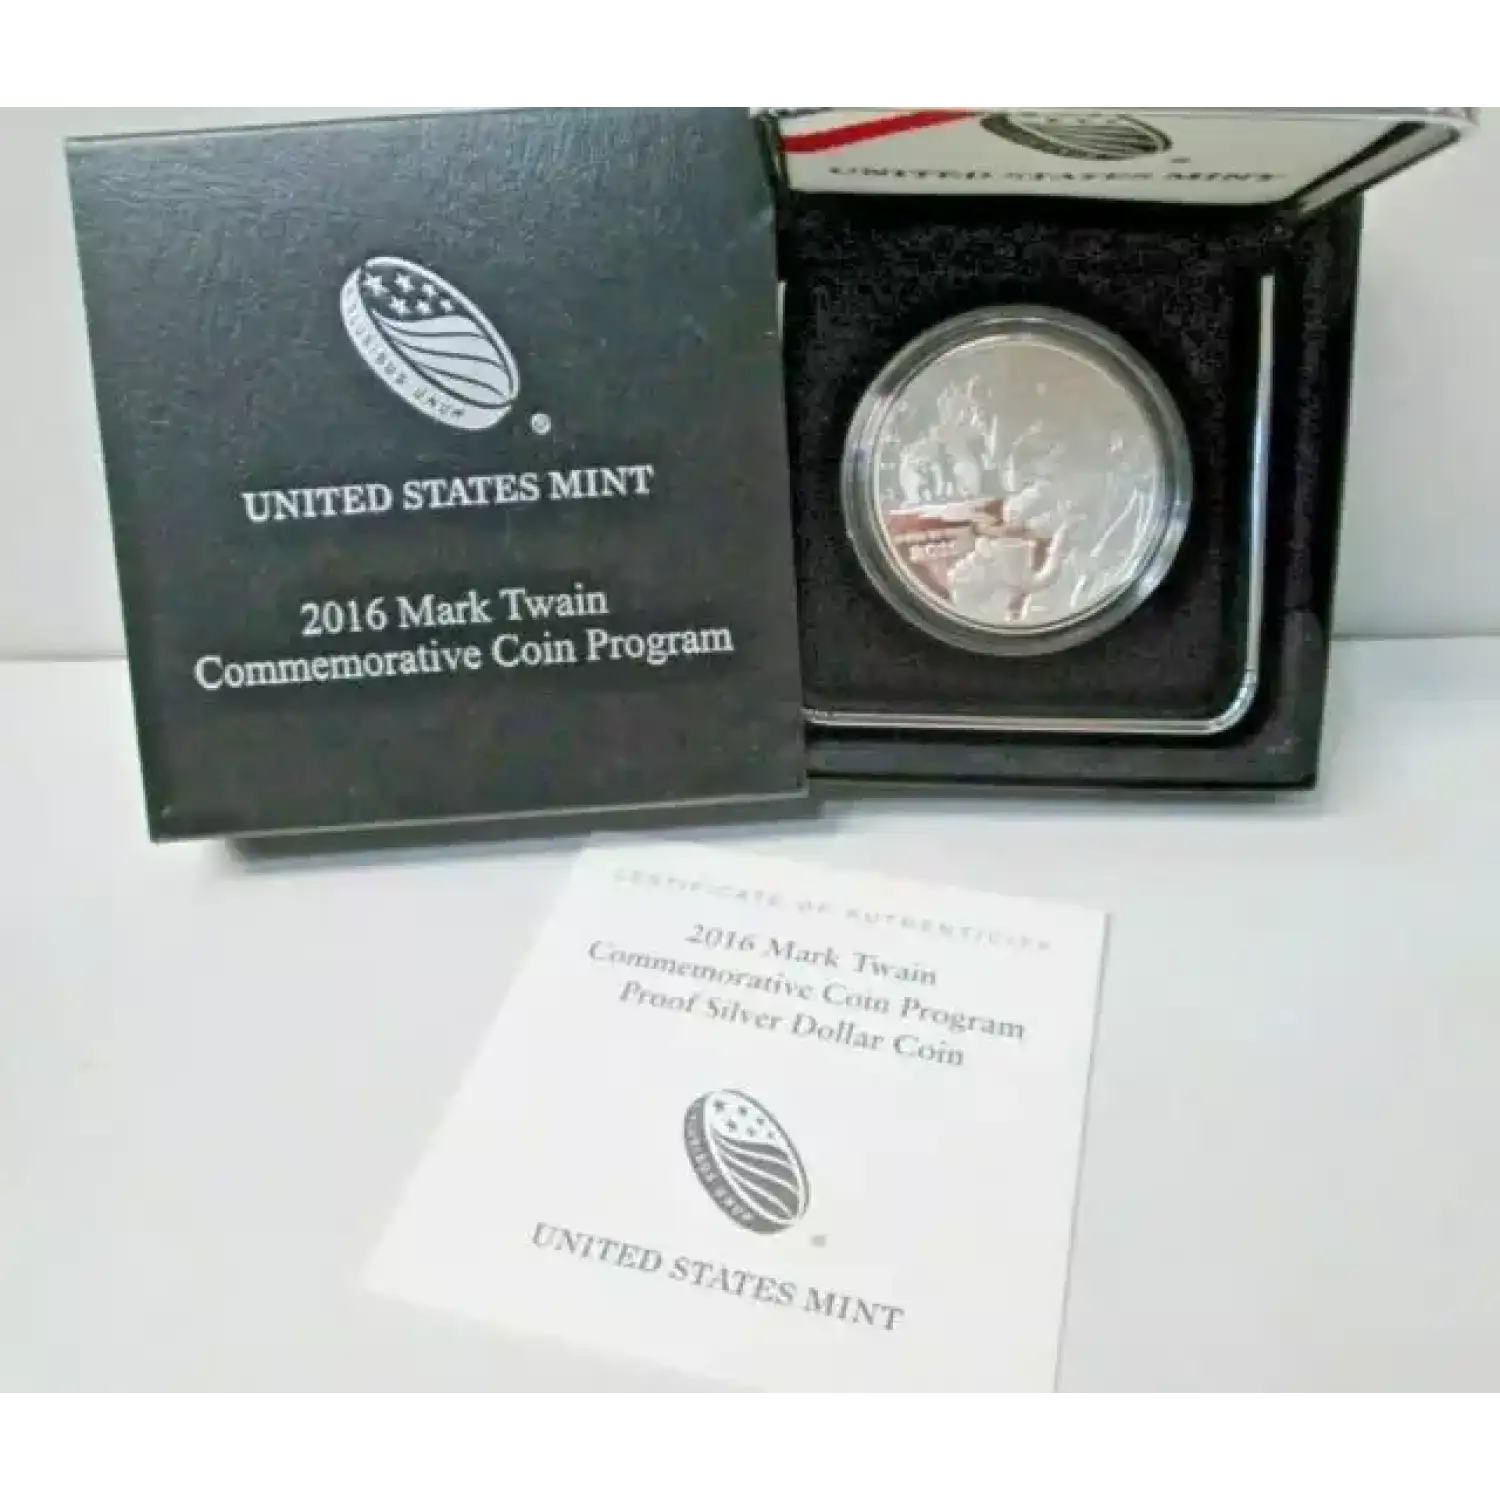 UNITED STATES MINT
2016 Mark Twain
Commemorative Coin Program
UNITED STATES MINT
CERTIFICATE OF AUTHENTICITY
2016 Mark Twain
Commemorative Coin Program
Proof Silver Dollar Coin
UNITED STATES MINT